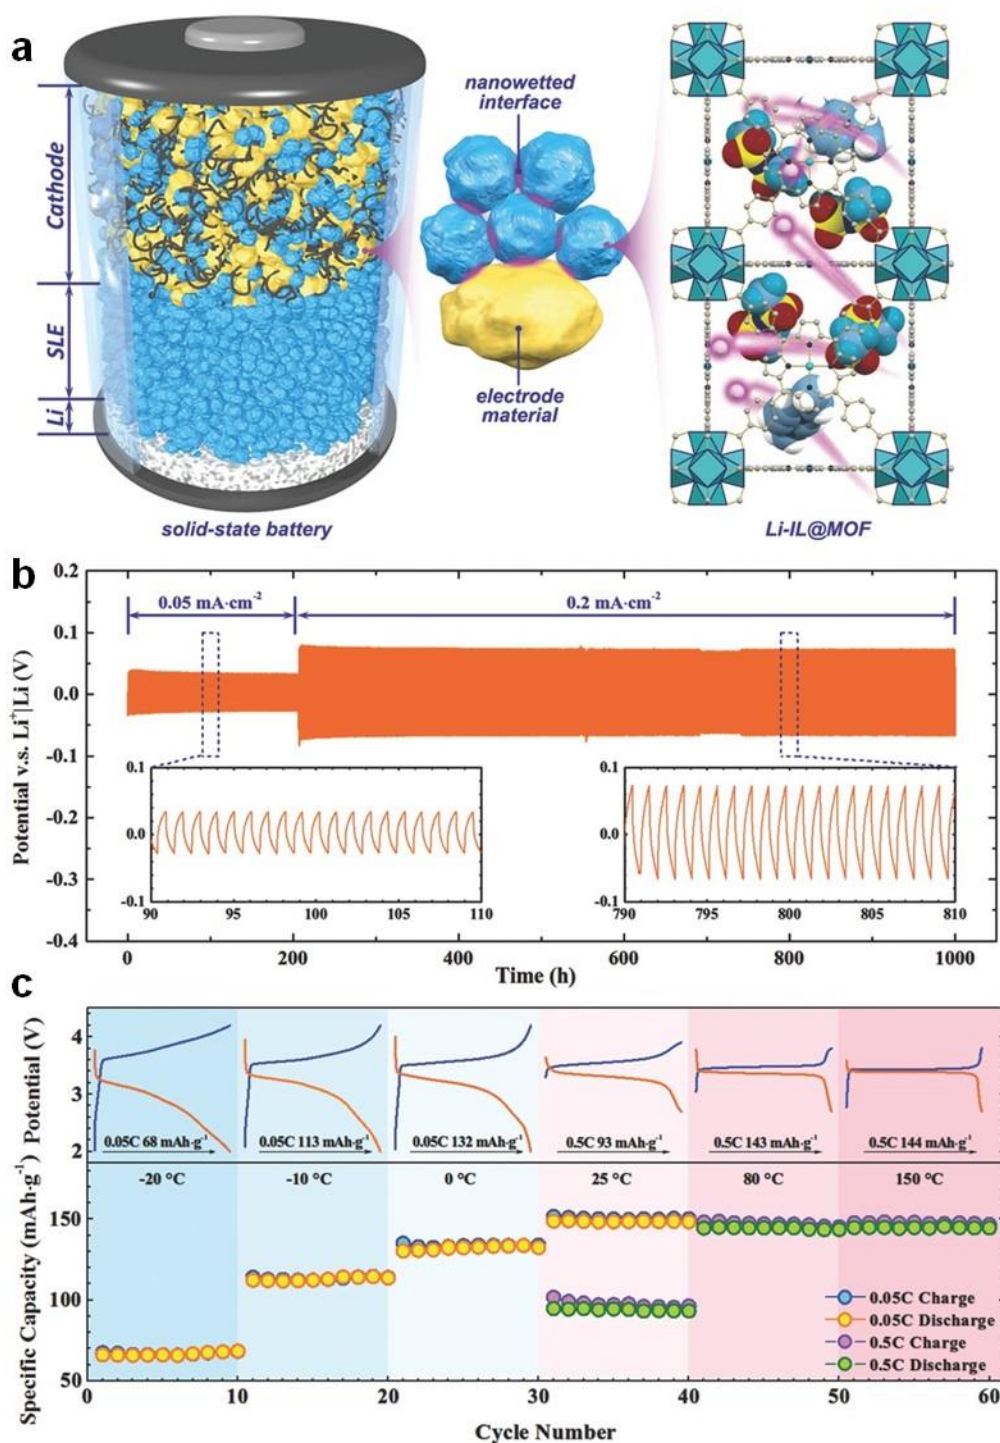 a
Cathode
SLE
Li
nanowetted
interface
electrode
material
solid-state battery
Li-IL@MOF
b
0.2
0.1
0.0
-0.1
-0.2
-0.3
-0.4
Potential v.s. Li⁺|Li (V)
0.05 mA·cm⁻²
0.2 mA·cm⁻²
0.1
0.0
-0.1
90 95 100 105 110
0.1
0.0
-0.1
790 795 800 805 810
0 200 400 600 800 1000
Time (h)
c
Specific Capacity (mAh·g⁻¹) Potential (V)
4
3
2
0.05C 68 mAh·g⁻¹
0.05C 113 mAh·g⁻¹
0.05C 132 mAh·g⁻¹
0.5C 93 mAh·g⁻¹
0.5C 143 mAh·g⁻¹
0.5C 144 mAh·g⁻¹
-20 °C
-10 °C
0 °C
25 °C
80 °C
150 °C
150
100
50
0.05C Charge
0.05C Discharge
0.5C Charge
0.5C Discharge
0 10 20 30 40 50 60
Cycle Number